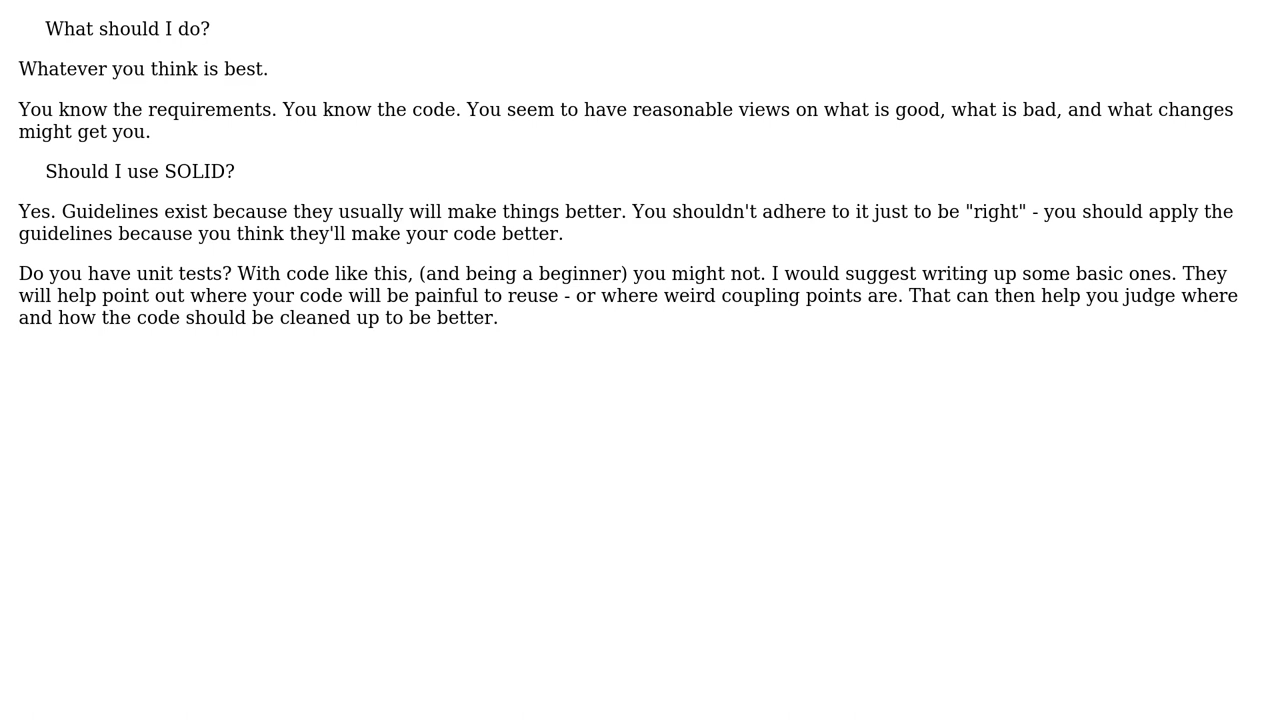 What should I do?
Whatever you think is best.
You know the requirements. You know the code. You seem to have reasonable views on what is good, what is bad, and what changes
might get you.
Should I use SOLID?
Yes. Guidelines exist because they usually will make things better. You shouldn't adhere to it just to be "right" - you should apply the
guidelines because you think they'll make your code better.
Do you have unit tests? With code like this, (and being a beginner) you might not. I would suggest writing up some basic ones. They
will help point out where your code will be painful to reuse - or where weird coupling points are. That can then help you judge where
and how the code should be cleaned up to be better.